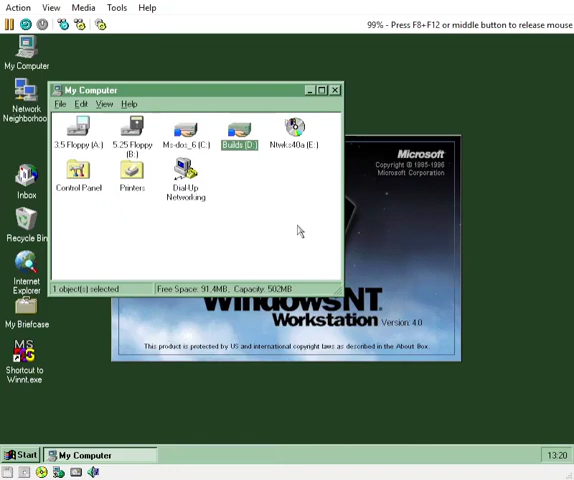 Action View Media Tools Help
99% - Press F8+F12 or middle button to release mouse
My Computer
Network
Neighborhoo
Inbox
Recycle Bin
Internet
Explorer
My Briefcase
Shortcut to
Winnt.exe
My Computer
File Edit View Help
3.5 Floppy (A:)
5.25 Floppy
(B:)
Ms-dos_6 (C:)
Builds (D:)
Ntwks40a (E:)
Control Panel
Printers
Dial-Up
Networking
1 object(s) selected
Free Space: 91,4MB, Capacity: 502MB
Microsoft
Copyright © 1985-1996
Microsoft Corporation
WindowsNT
Workstation Version 4.0
This product is protected by US and international copyright laws as described in the About Box.
Start
My Computer
13:20